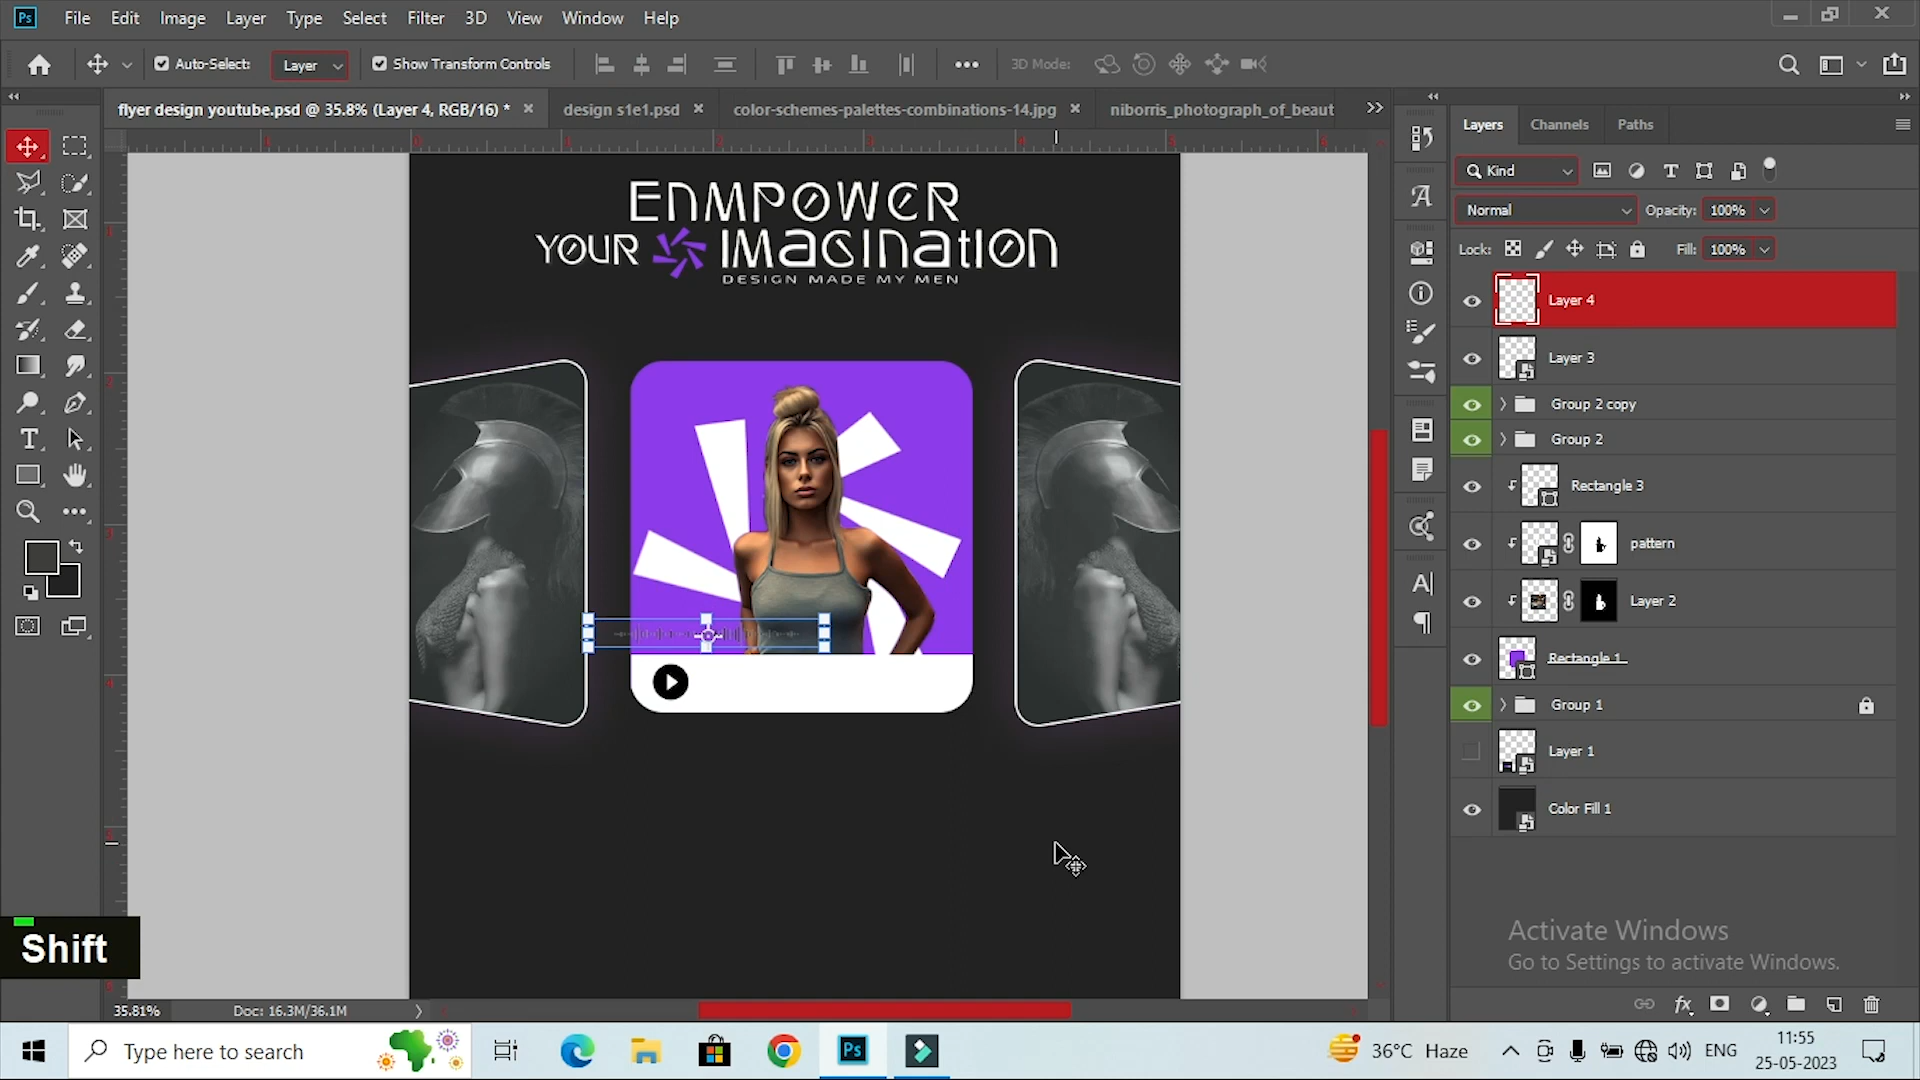 Ps File Edit Image Layer Type Select Filter 3D View Window Help
Auto-Select: Layer Show Transform Controls 3D Mode:
flyer design youtube.psd @ 35.8% (Layer 4, RGB/16) * design s1e1.psd color-schemes-palettes-combinations-14.jpg niborris_photograph_of_beaut
Layers Channels Paths
Kind
Normal Opacity: 100%
Lock: Fill: 100%
Layer 4
Layer 3
Group 2 copy
Group 2
Rectangle 3
pattern
Layer 2
Rectangle 1
Group 1
Layer 1
Color Fill 1
ENMPOWER
YOUR IMAGINATION
DESIGN MADE MY MEN
Shift
Activate Windows
Go to Settings to activate Windows.
35.81% Doc: 16.3M/36.1M
Type here to search
Ps
36°C Haze
ENG
11:55
25-05-2023